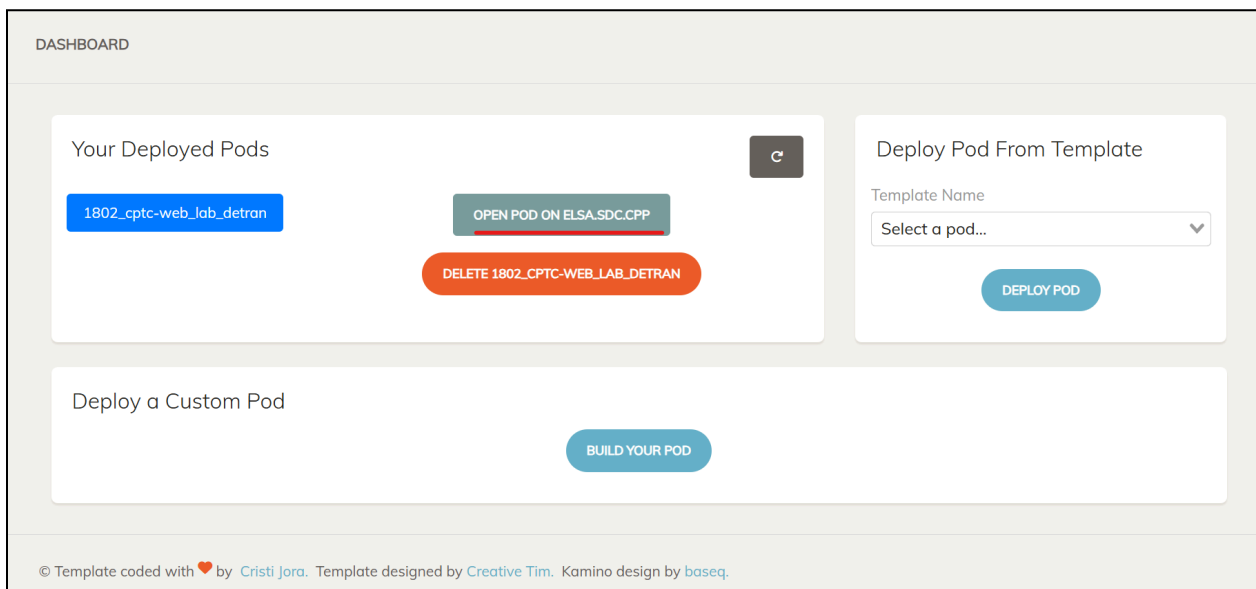 DASHBOARD
Your Deployed Pods
1802_cptc-web_lab_detran
OPEN POD ON ELSA.SDC.CPP
DELETE 1802_CPTC-WEB_LAB_DETRAN
Deploy Pod From Template
Template Name
Select a pod...
DEPLOY POD
Deploy a Custom Pod
BUILD YOUR POD
© Template coded with ❤ by Cristi Jora. Template designed by Creative Tim. Kamino design by baseq.